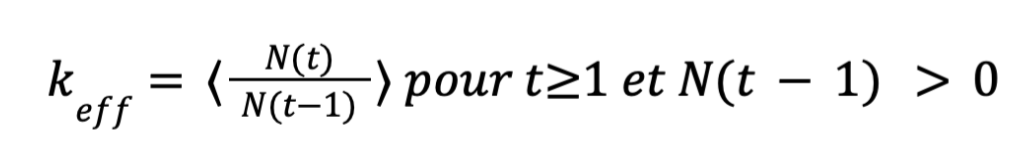 k_eff = ⟨N(t)/N(t−1)⟩ pour t≥1 et N(t − 1) > 0